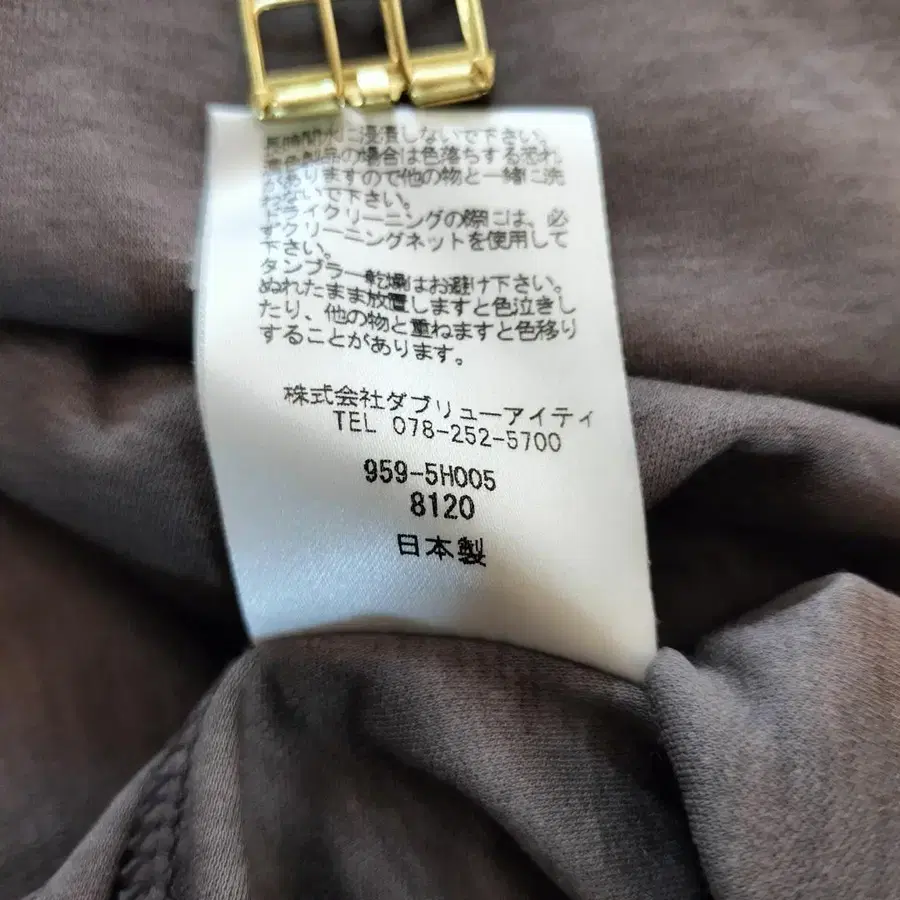 長時間水に浸漬しないで下さい。
濃色製品の場合は色落ちする恐れ
がありますので他の物と一緒に洗
わないで下さい。
ドライクリーニングの際には、必
ずクリーニングネットを使用して
下さい。
タンブラー乾燥はお避け下さい。
ぬれたまま放置しますと色泣きし
たり、他の物と重ねますと色移り
することがあります。
株式会社ダブリューアイティ
TEL 078-252-5700
959-5H005
8120
日本製